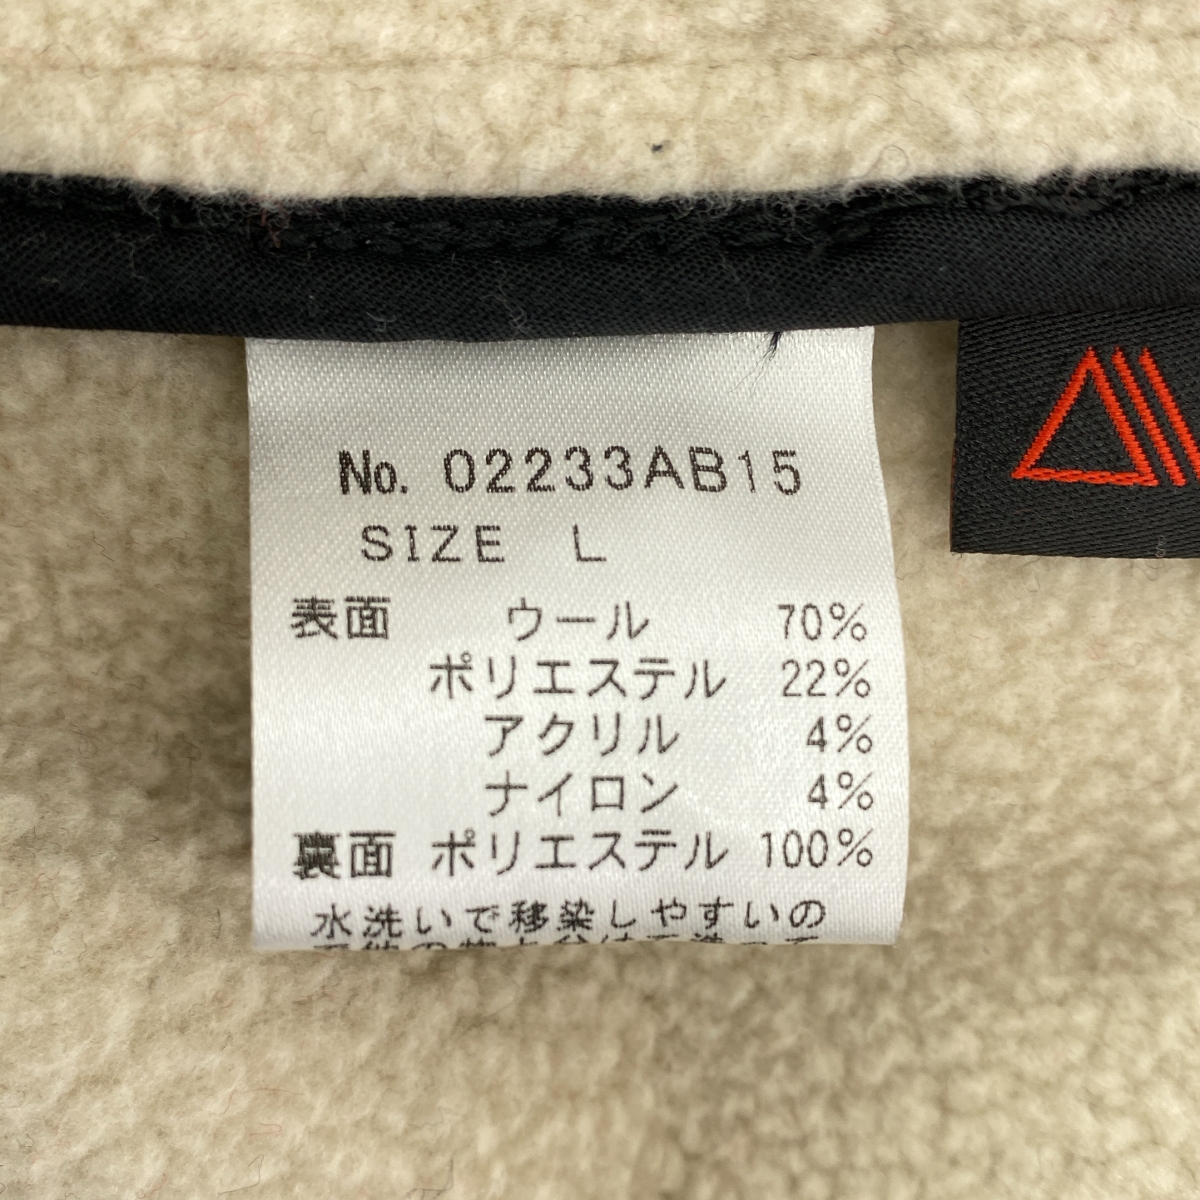 No. 02233AB15
SIZE L
表面 ウール 70%
ポリエステル 22%
アクリル 4%
ナイロン 4%
裏面 ポリエステル 100%
水洗いで移染しやすいの